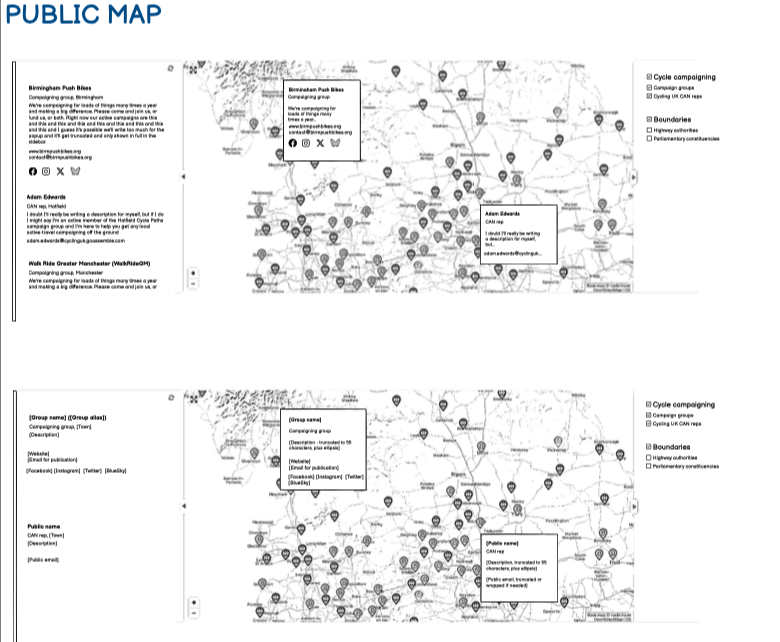 PUBLIC MAP
Birmingham Push Bikes
Campaigning group, Birmingham
We're campaigning for loads of things many times a year
and making a big difference. Please come and join us, or
fund us, or both. Right now our active campaigns are this
and this and this and this and this and this and this and this
and this and I guess it's possible we'll write too much for the
popup and it'll get truncated and only shown in full in the
sidebar.
www.birmpushbikes.org
contact@birmpushbikes.org
Adam Edwards
CAN rep, Hatfield
I doubt I'll really be writing a description for myself, but if I do
I might say I'm an active member of the Hatfield Cycle Paths
campaign group and I'm here to help you get any local
active travel campaigning off the ground
adam.edwards@cyclingukgoassemble.com
Walk Ride Greater Manchester (WalkRideGM)
Campaigning group, Manchester
We're campaigning for loads of things many times a year
and making a big difference. Please come and join us, or
Birmingham Push Bikes
Campaigning group
We're campaigning for
loads of things many
times a year...
www.birmpushbikes.org
contact@birmpushbikes.org
Adam Edwards
CAN rep
I doubt I'll really be writing
a description for myself,
but...
adam.edwards@cyclinguk...
Cycle campaigning
Campaign groups
Cycling UK CAN reps
Boundaries
Highway authorities
Parliamentary constituencies
[Group name] ([Group alias])
Campaigning group, [Town]
[Description]
[Website]
[Email for publication]
[Facebook] [Instagram] [Twitter] [BlueSky]
Public name
CAN rep, [Town]
[Description]
[Public email]
[Group name]
Campaigning group
[Description - truncated to 55
characters, plus ellipsis]
[Website]
[Email for publication]
[Facebook] [Instagram] [Twitter]
[BlueSky]
[Public name]
CAN rep
[Description, truncated to 55
characters, plus ellipsis]
[Public email, truncated or
wrapped if needed]
Cycle campaigning
Campaign groups
Cycling UK CAN reps
Boundaries
Highway authorities
Parliamentary constituencies